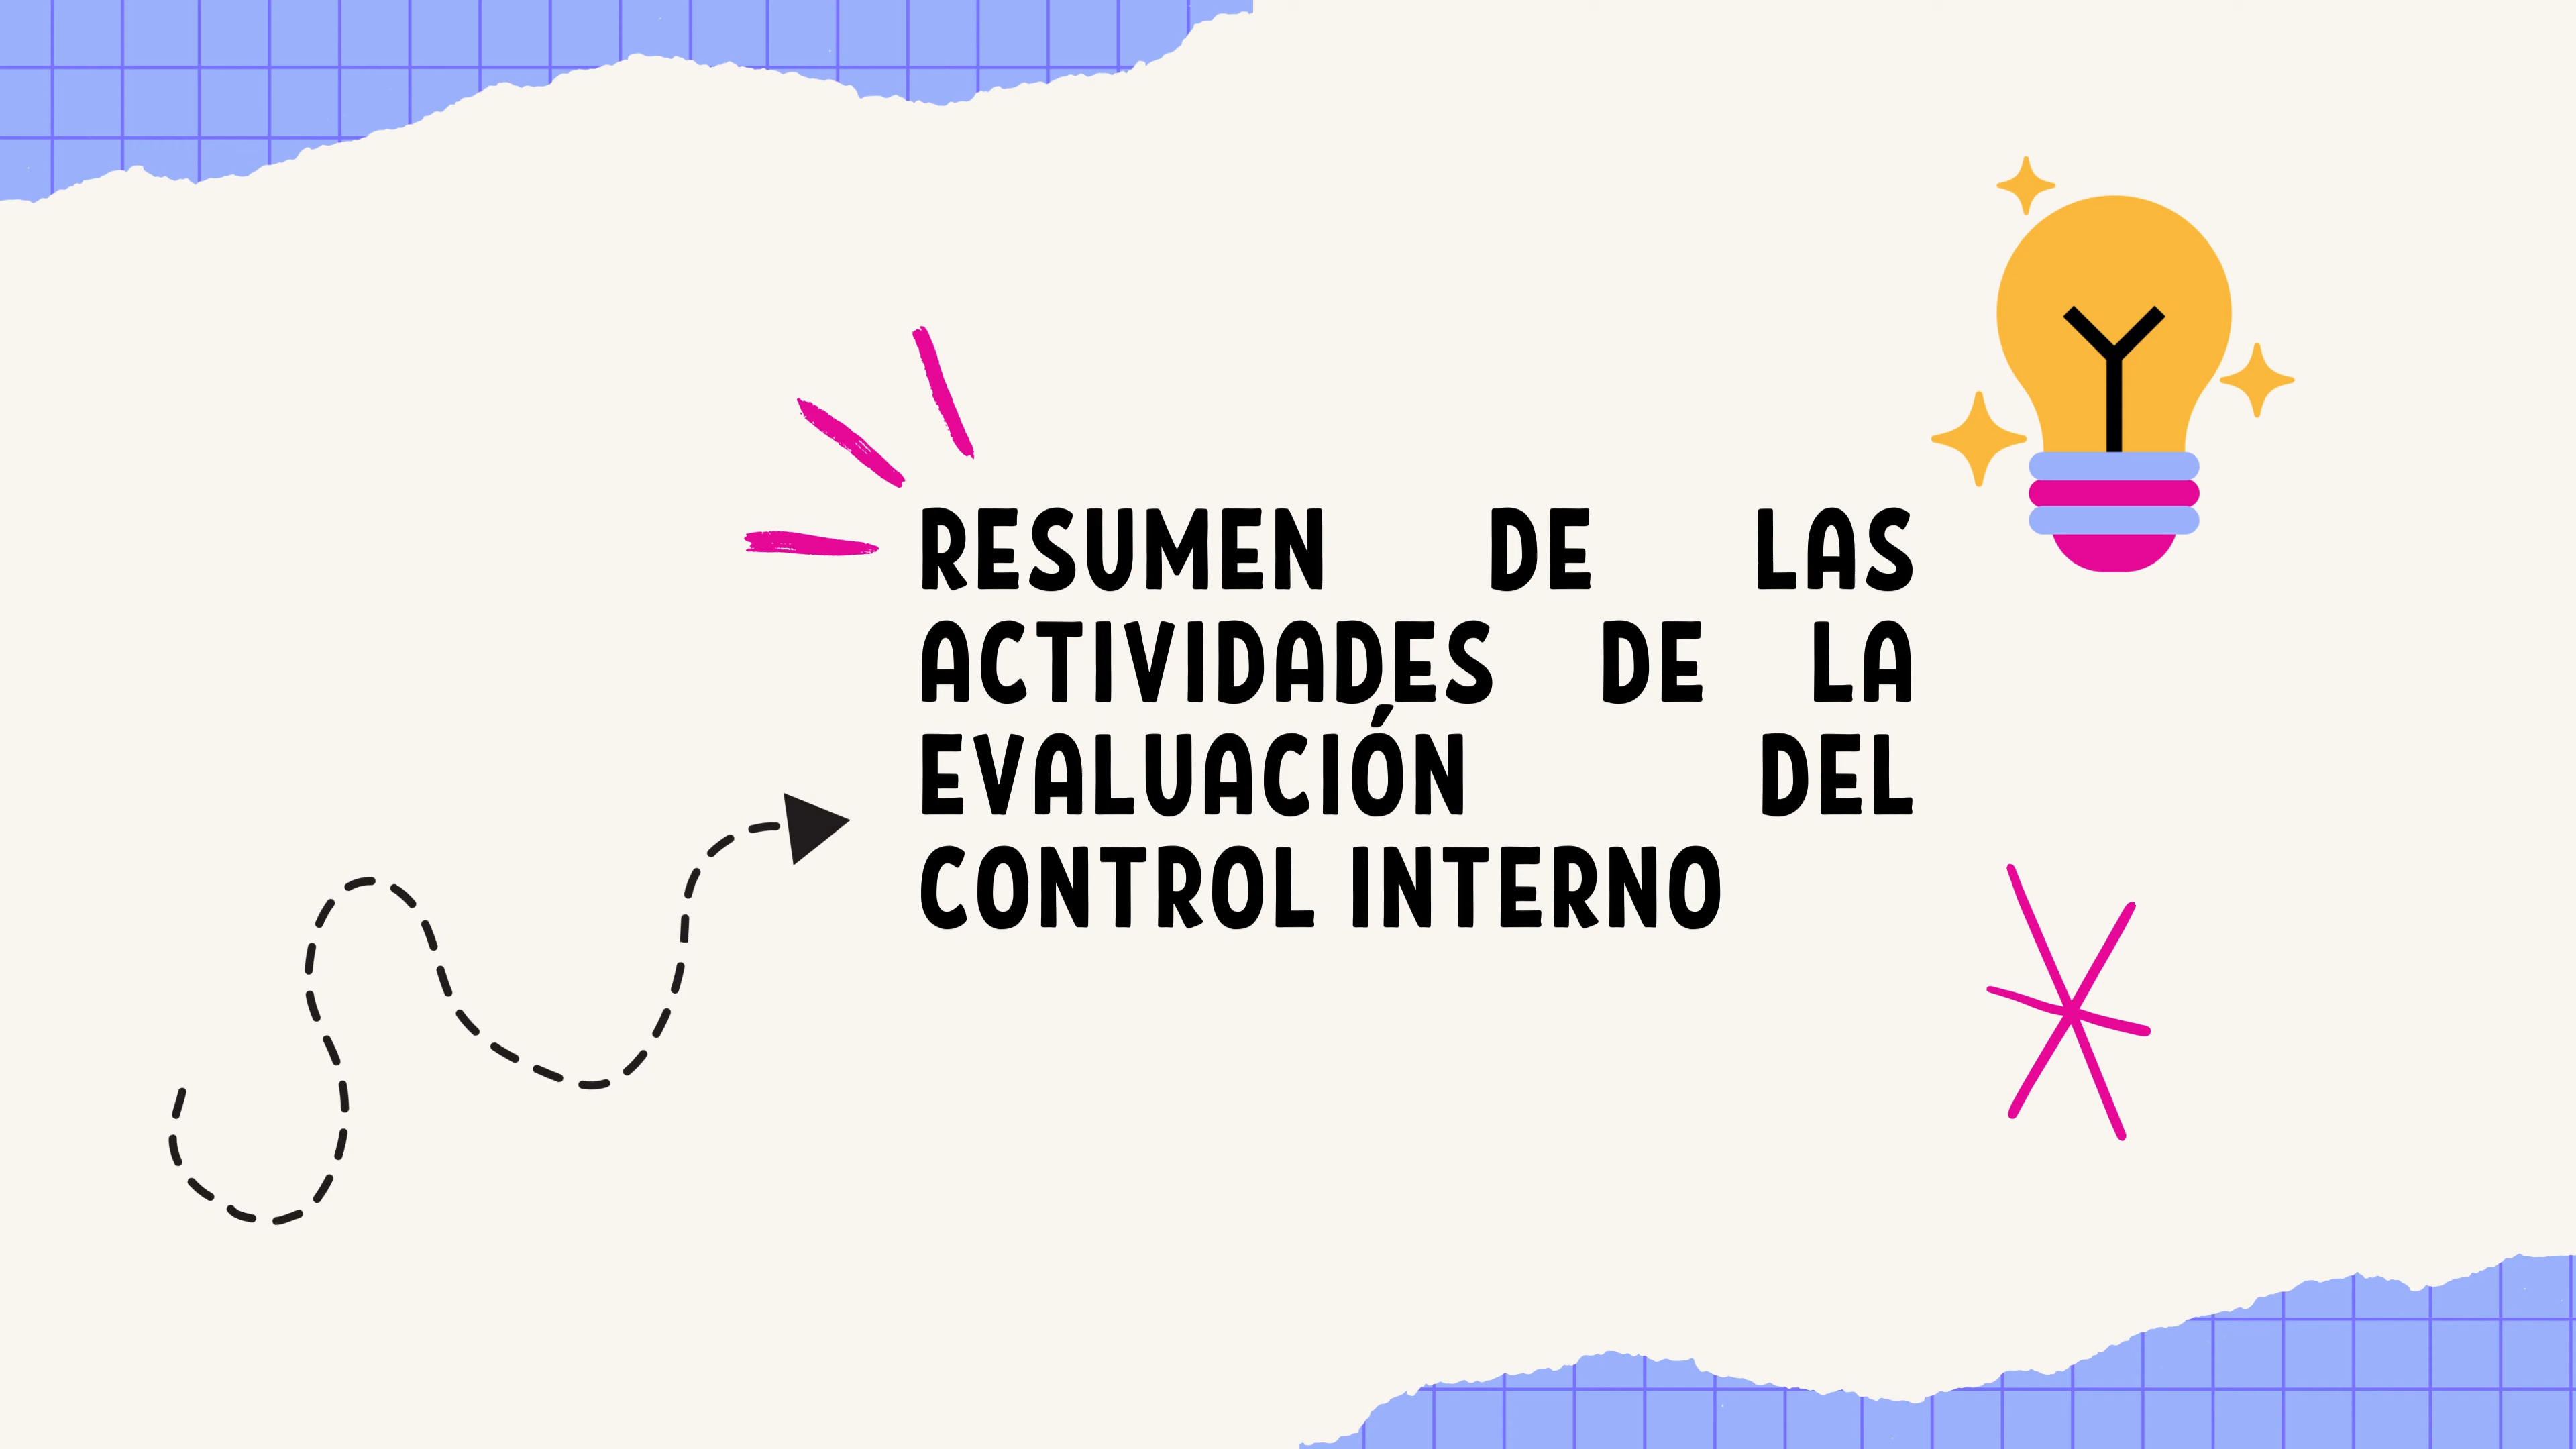 RESUMEN DE LAS
ACTIVIDADES DE LA
EVALUACIÓN DEL
CONTROL INTERNO